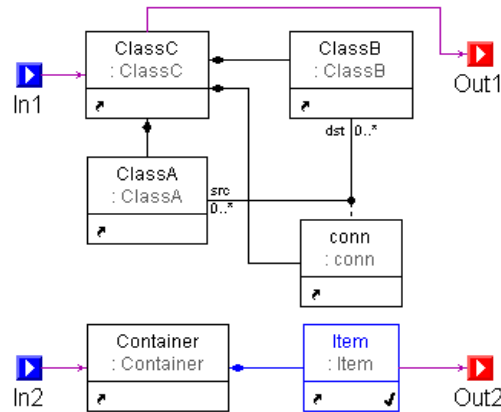 ClassC
: ClassC
ClassB
: ClassB
In1
Out1
dst 0..*
ClassA
: ClassA
src
0..*
conn
: conn
Container
: Container
Item
: Item
In2
Out2